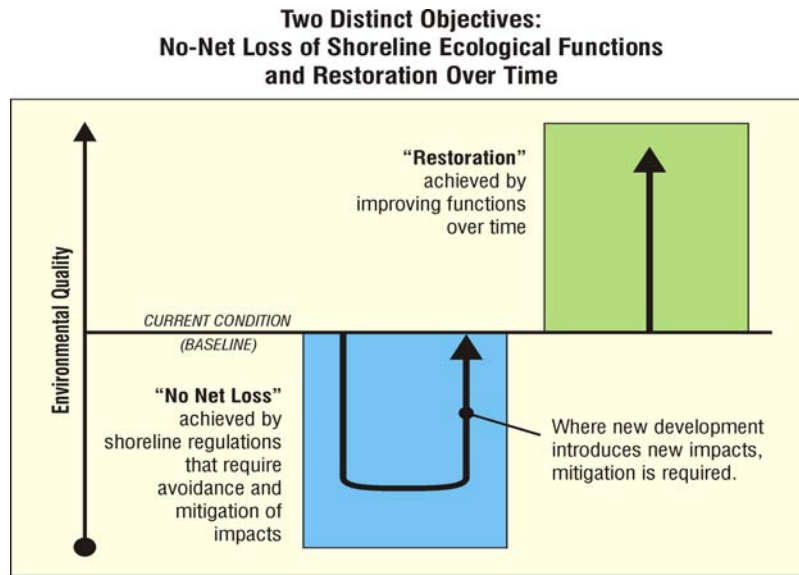 Two Distinct Objectives:
No-Net Loss of Shoreline Ecological Functions
and Restoration Over Time
Environmental Quality
“Restoration”
achieved by
improving functions
over time
CURRENT CONDITION
(BASELINE)
“No Net Loss”
achieved by
shoreline regulations
that require
avoidance and
mitigation of
impacts
Where new development
introduces new impacts,
mitigation is required.